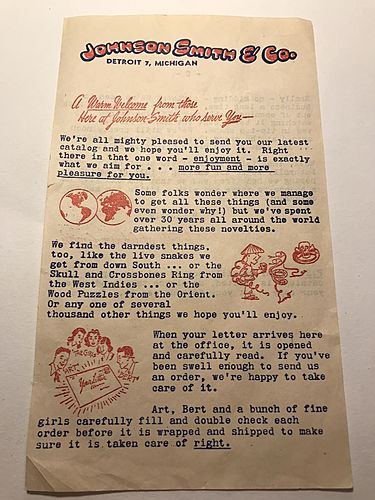 JOHNSON SMITH & CO.
DETROIT 7, MICHIGAN
A Warm Welcome from those
Here at Johnson-Smith who serve You—
We're all mighty pleased to send you our latest
catalog and we hope you'll enjoy it. Right
there in that one word - enjoyment - is exactly
what we aim for . . . . more fun and more
pleasure for you.
Some folks wonder where we manage
to get all these things (and some
even wonder why!) but we've spent
over 30 years all around the world
gathering these novelties.
We find the darndest things,
too, like the live snakes we
get from down South ... or the
Skull and Crossbones Ring from
the West Indies ... or the
Wood Puzzles from the Orient.
Or any one of several
thousand other things we hope you'll enjoy.
THE GIRLS
ART
BERT
Your Letter
When your letter arrives here
at the office, it is opened
and carefully read. If you've
been swell enough to send us
an order, we're happy to take
care of it.
Art, Bert and a bunch of fine
girls carefully fill and double check each
order before it is wrapped and shipped to make
sure it is taken care of right.